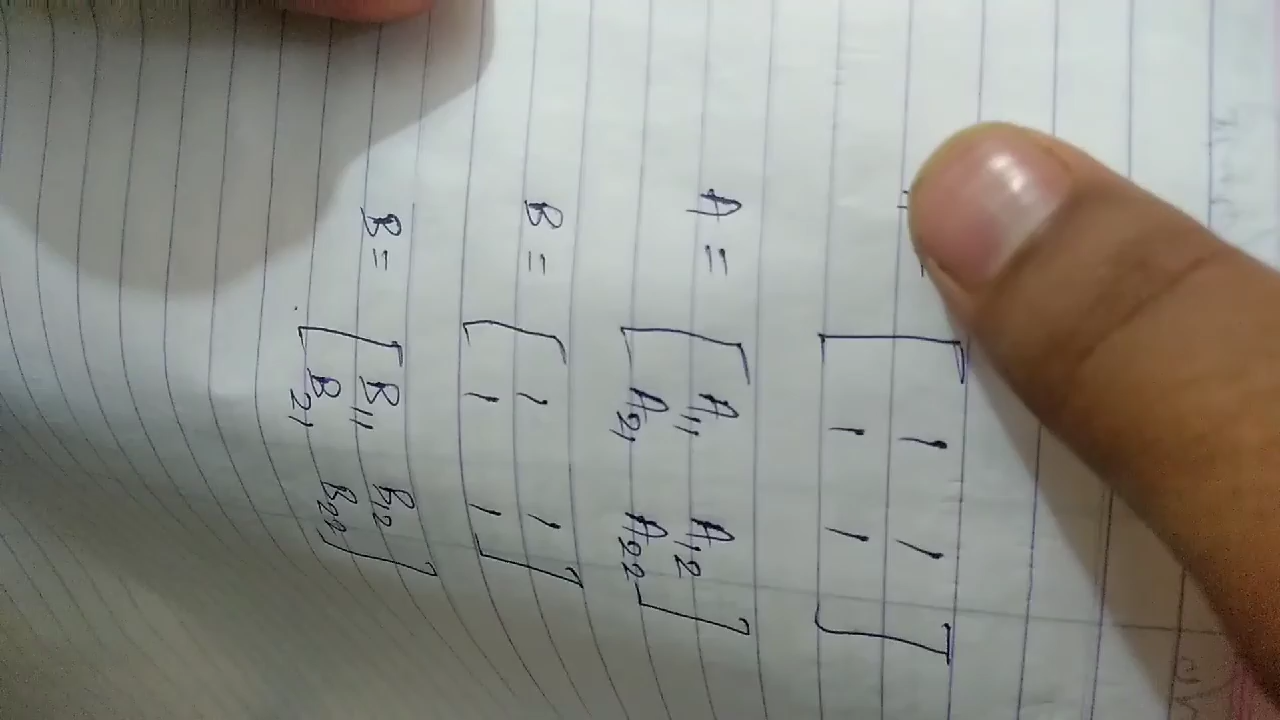 = [ 1 1
1 1 ]
A = [ A11 A12
A21 A22 ]
B = [ 1 1
1 1 ]
B = [ B11 B12
B21 B22 ]